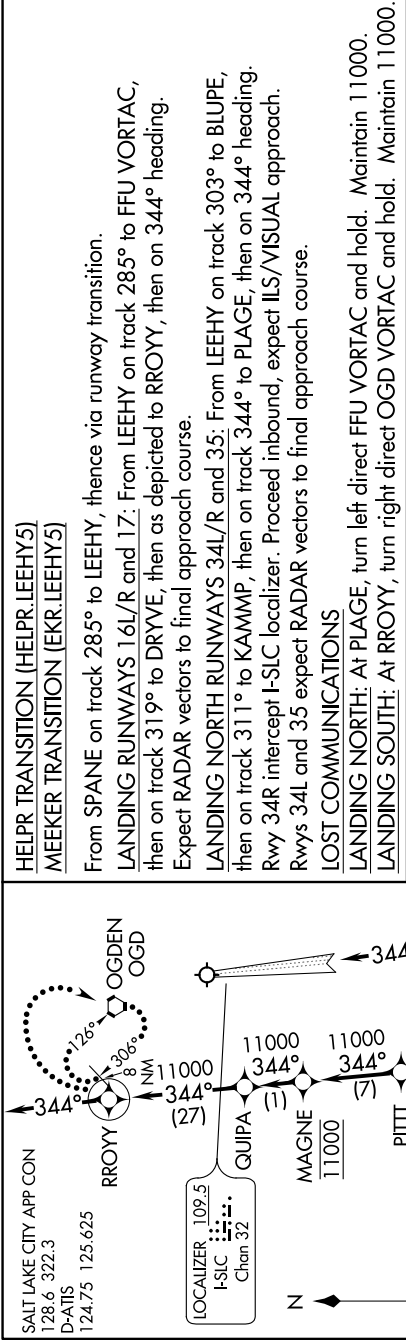 HELPR TRANSITION (HELPR.LEEHY5)
MEEKER TRANSITION (EKR.LEEHY5)
From SPANE on track 285° to LEEHY, thence via runway transition.
LANDING RUNWAYS 16L/R and 17: From LEEHY on track 285° to FFU VORTAC,
then on track 319° to DRYVE, then as depicted to RROYY, then on 344° heading.
Expect RADAR vectors to final approach course.
LANDING NORTH RUNWAYS 34L/R and 35: From LEEHY on track 303° to BLUPE,
then on track 311° to KAMMP, then on track 344° to PLAGE, then on 344° heading.
Rwy 34R intercept I-SLC localizer. Proceed inbound, expect ILS/VISUAL approach.
Rwys 34L and 35 expect RADAR vectors to final approach course.
LOST COMMUNICATIONS
LANDING NORTH: At PLAGE, turn left direct FFU VORTAC and hold. Maintain 11000.
LANDING SOUTH: At RROYY, turn right direct OGD VORTAC and hold. Maintain 11000.
SALT LAKE CITY APP CON
128.6 322.3
D-ATIS
124.75 125.625
344°
RROYY
126°
306°
8
NM
OGDEN
OGD
11000
344°
(27)
QUIPA
LOCALIZER 109.5
I-SLC
Chan 32
11000
344°
(1)
MAGNE
11000
11000
344°
(7)
PITTT
344
N